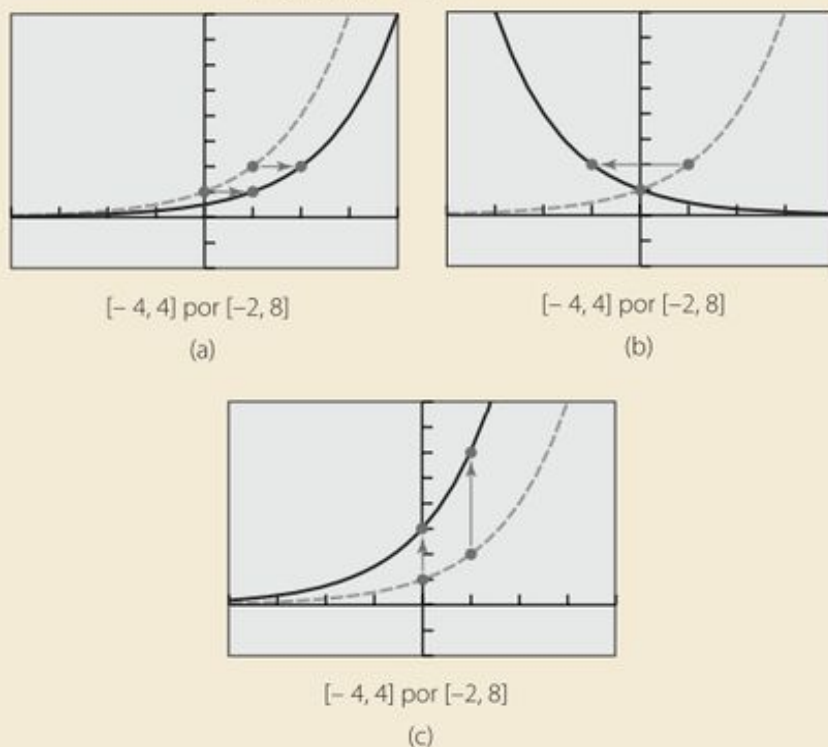 [– 4, 4] por [–2, 8]
(a)
[– 4, 4] por [–2, 8]
(b)
[– 4, 4] por [–2, 8]
(c)